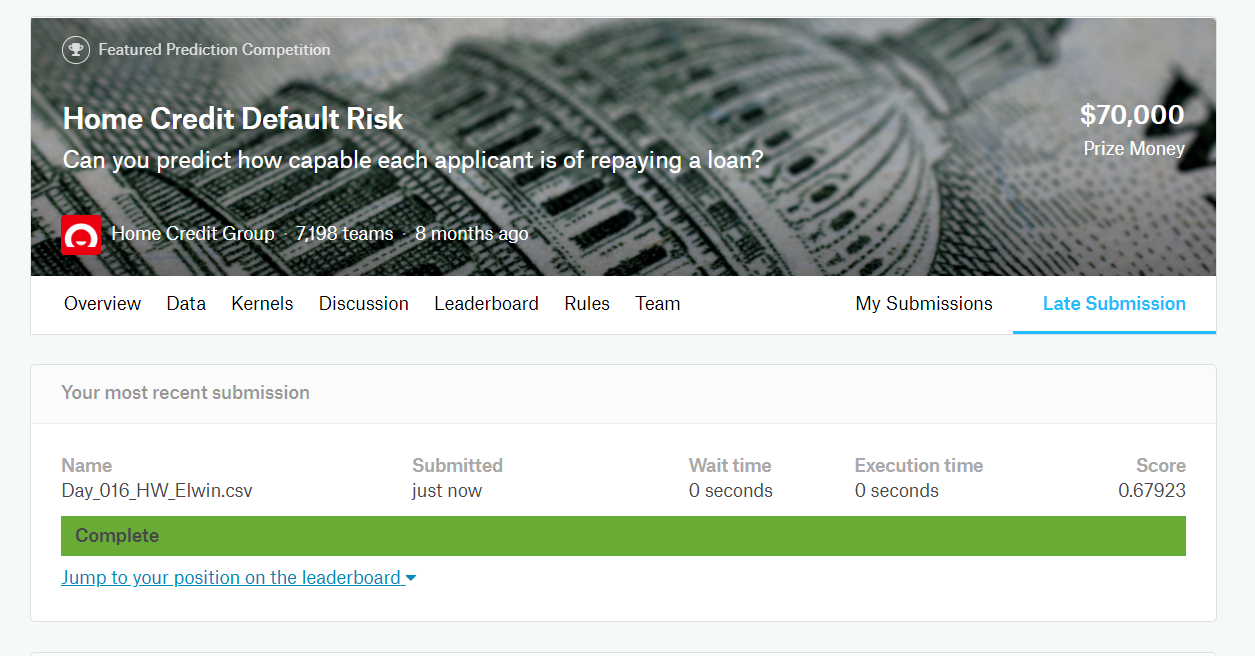 Featured Prediction Competition
Home Credit Default Risk
$70,000
Can you predict how capable each applicant is of repaying a loan?
Prize Money
Home Credit Group · 7,198 teams · 8 months ago
Overview Data Kernels Discussion Leaderboard Rules Team My Submissions Late Submission
Your most recent submission
Name Submitted Wait time Execution time Score
Day_016_HW_Elwin.csv just now 0 seconds 0 seconds 0.67923
Complete
Jump to your position on the leaderboard